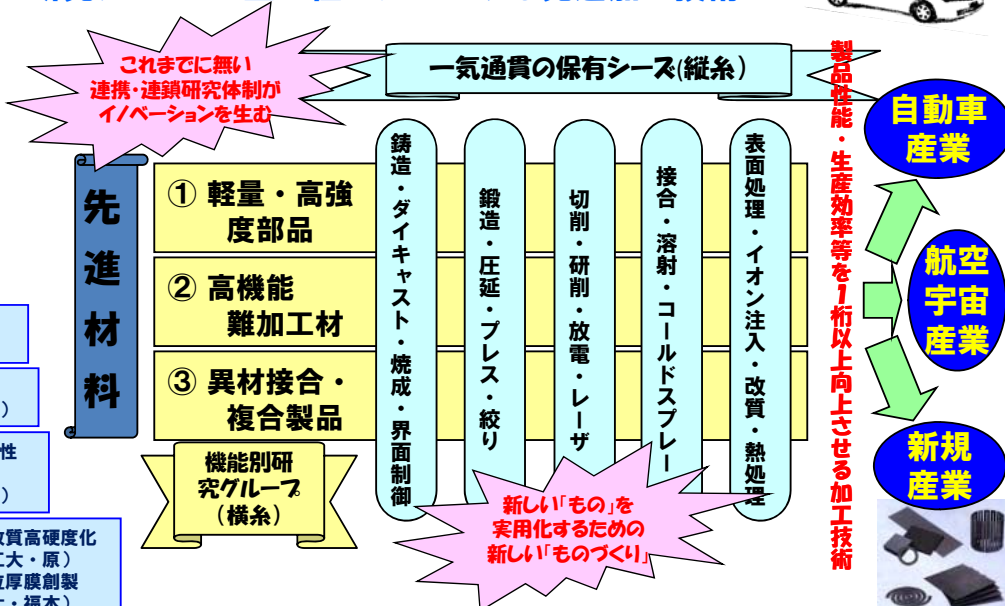 これまでに無い
連携・連鎖研究体制が
イノベーションを生む
一気通貫の保有シーズ(縦糸)
先進材料
① 軽量・高強
度部品
② 高機能
難加工材
③ 異材接合・
複合製品
機能別研
究グループ
(横糸)
鋳造・ダイキャスト・焼成・界面制御
鍛造・圧延・プレス・絞り
切削・研削・放電・レーザ
接合・溶射・コールドスプレー
表面処理・イオン注入・改質・熱処理
新しい「もの」を
実用化するための
新しい「ものづくり」
製品性能・生産効率等を1桁以上向上させる加工技術
自動車
産業
航空
宇宙
産業
新規
産業
)
性
)
質高硬度化
大・原)
厚膜創製
・福本)